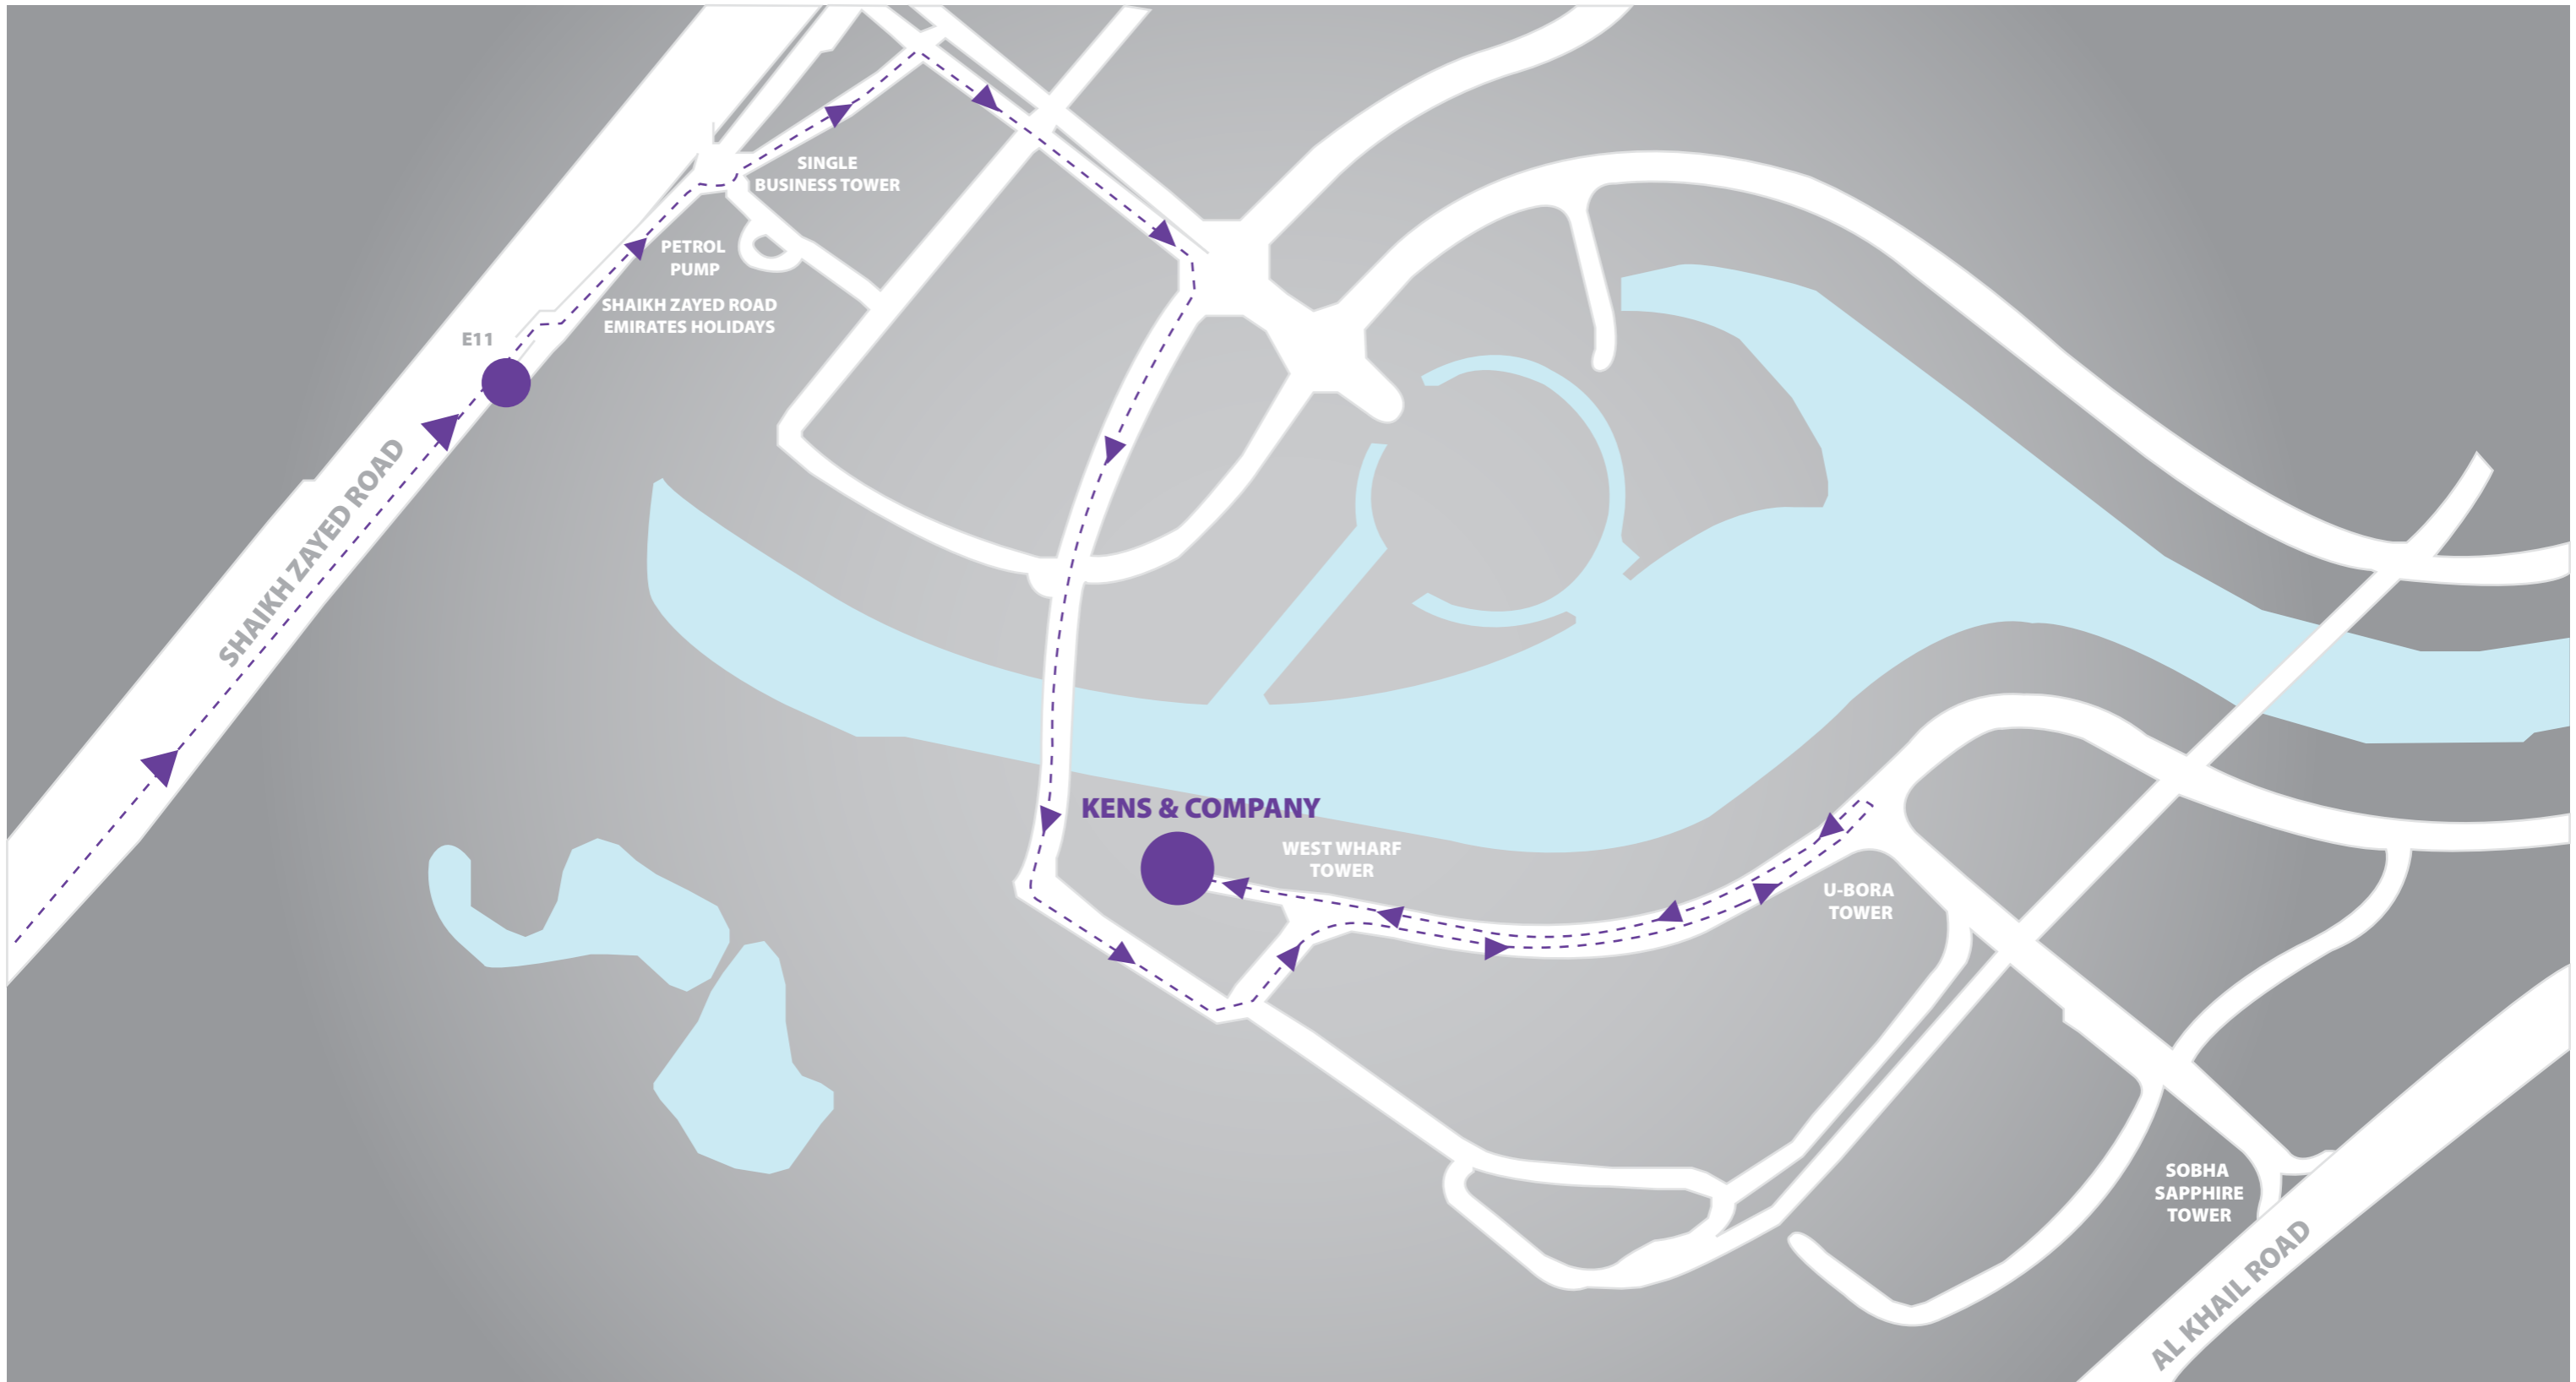 SINGLE
BUSINESS TOWER
PETROL
PUMP
SHAIKH ZAYED ROAD
EMIRATES HOLIDAYS
E11
SHAIKH ZAYED ROAD
KENS & COMPANY
WEST WHARF
TOWER
U-BORA
TOWER
SOBHA
SAPPHIRE
TOWER
AL KHAIL ROAD